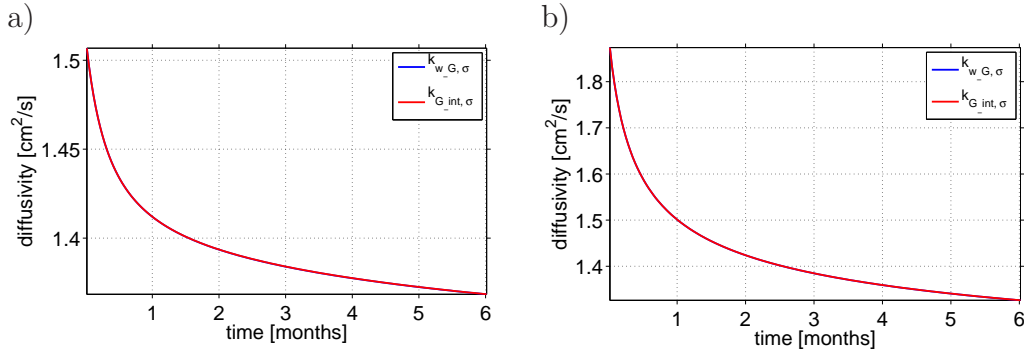 a)
diffusivity [cm²/s]
1.5
1.45
1.4
k_w_G, σ
k_G_int, σ
1 2 3 4 5 6
time [months]
b)
diffusivity [cm²/s]
1.8
1.7
1.6
1.5
1.4
k_w_G, σ
k_G_int, σ
1 2 3 4 5 6
time [months]